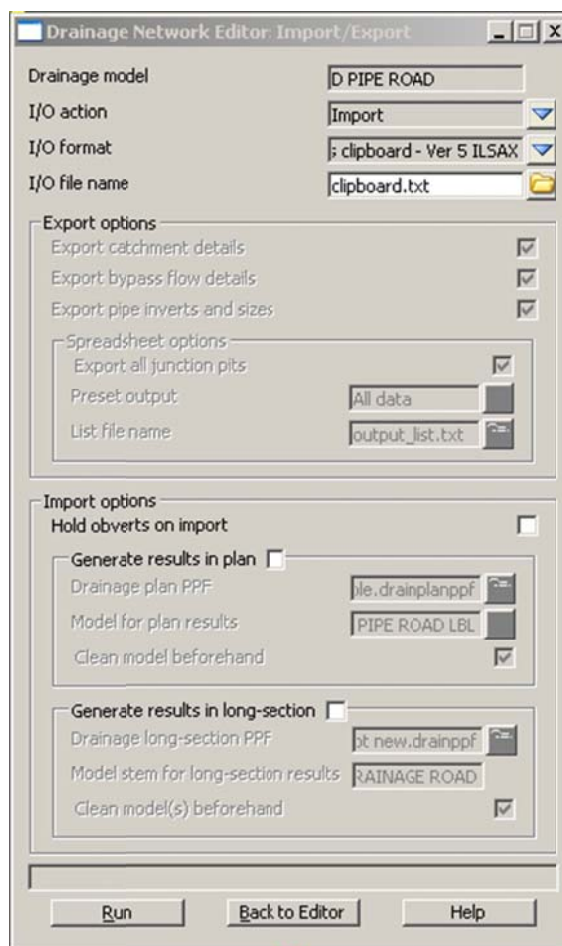 Drainage Network Editor: Import/Export
Drainage model D PIPE ROAD
I/O action Import
I/O format ; clipboard - Ver 5 ILSAX
I/O file name clipboard.txt
Export options
Export catchment details
Export bypass flow details
Export pipe inverts and sizes
Spreadsheet options
Export all junction pits
Preset output All data
List file name output_list.txt
Import options
Hold obverts on import
Generate results in plan
Drainage plan PPF ple.drainplanppf
Model for plan results PIPE ROAD LBL
Clean model beforehand
Generate results in long-section
Drainage long-section PPF ot new.drainppf
Model stem for long-section results RAINAGE ROAD
Clean model(s) beforehand
Run Back to Editor Help